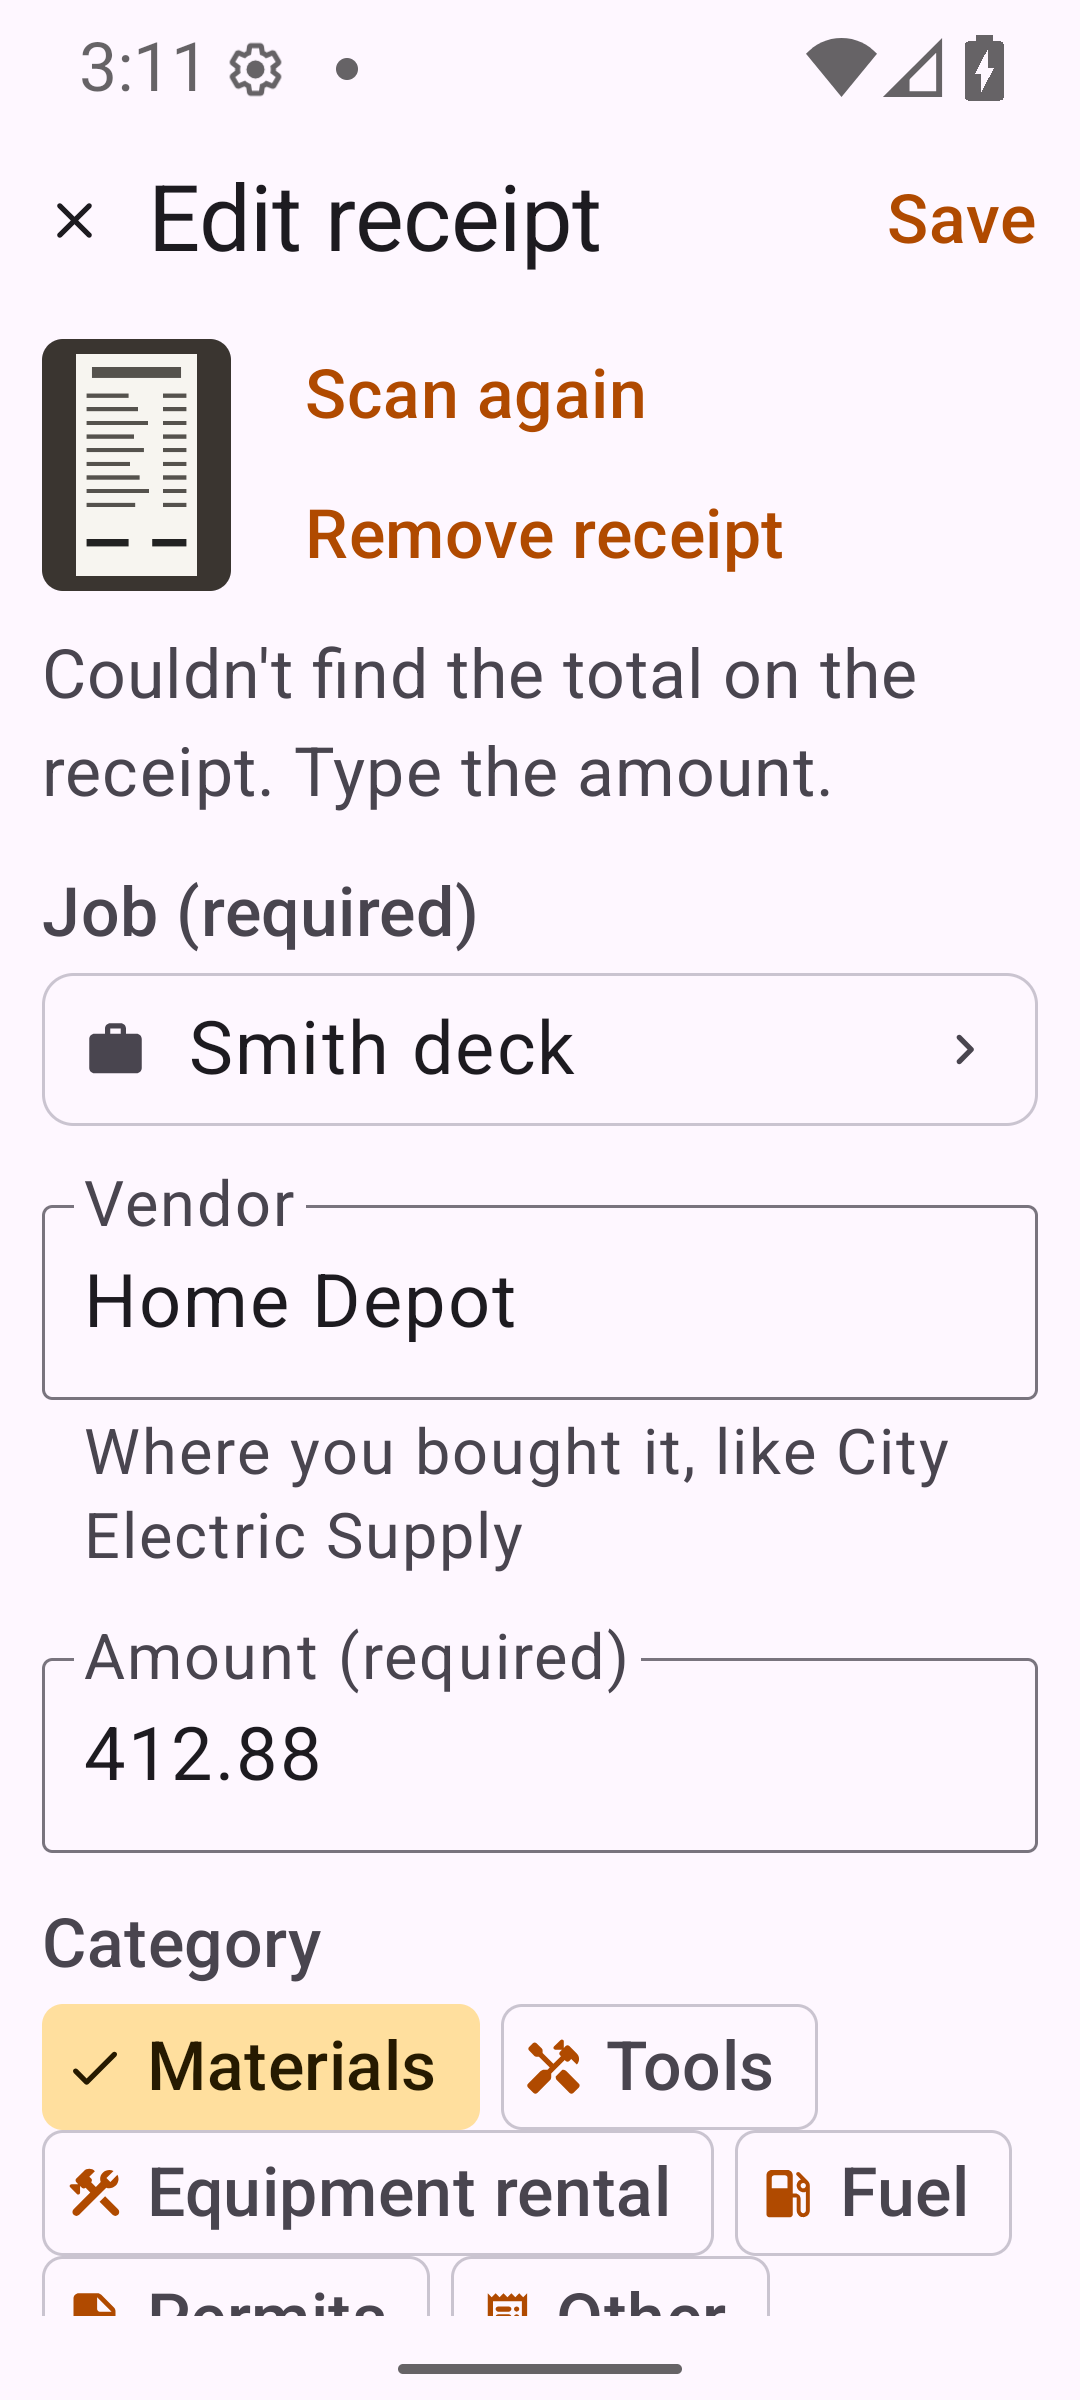 3:11
Edit receipt
Save
Scan again
Remove receipt
Couldn't find the total on the
receipt. Type the amount.
Job (required)
Smith deck
Vendor
Home Depot
Where you bought it, like City
Electric Supply
Amount (required)
412.88
Category
Materials
Tools
Equipment rental
Fuel
Permits
Other